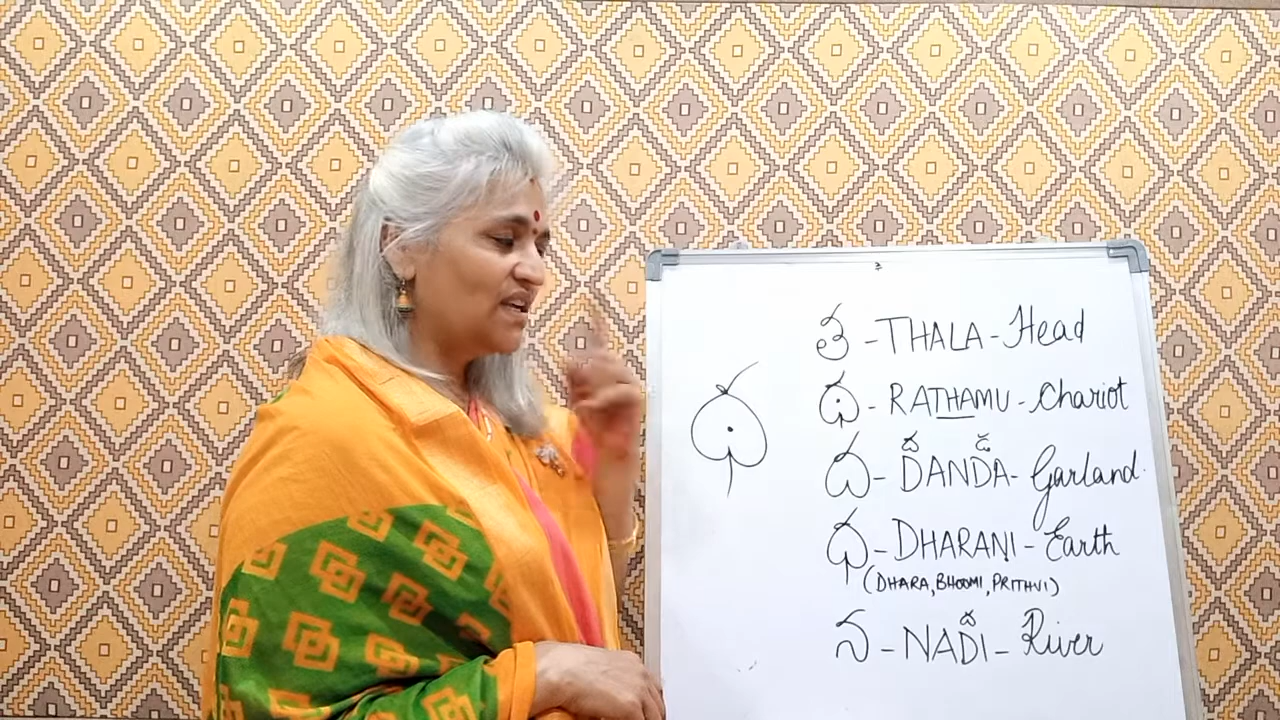 త - THALA - Head
థ
థ - RATHAMU - Chariot
ద డ
ద - DANDA - Garland.
ధ - DHARANI - Earth
(DHARA, BHOOMI, PRITHVI)
ద
న - NADI - River